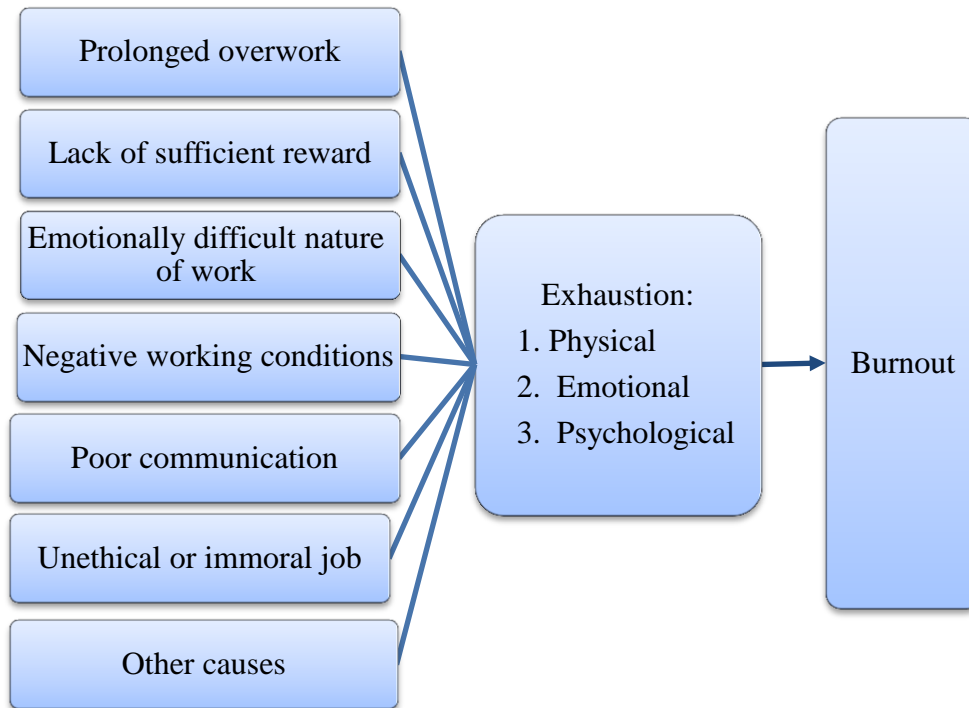 Prolonged overwork
Lack of sufficient reward
Emotionally difficult nature
of work
Negative working conditions
Poor communication
Unethical or immoral job
Other causes
Exhaustion:
1. Physical
2. Emotional
3. Psychological
Burnout